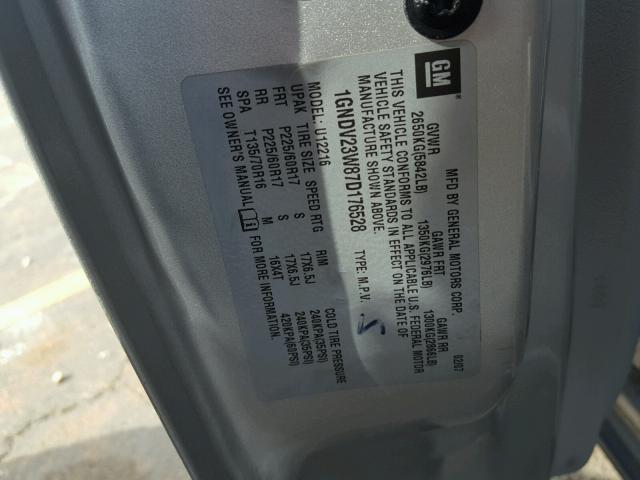 GM
MFD BY GENERAL MOTORS CORP. 02/07
GVWR GAWR FRT GAWR RR
2650KG(5842LB) 1350KG(2976LB) 1300KG(2866LB)
THIS VEHICLE CONFORMS TO ALL APPLICABLE U.S. FEDERAL MOTOR
VEHICLE SAFETY STANDARDS IN EFFECT ON THE DATE OF
MANUFACTURE SHOWN ABOVE.
1GNDV23W87D176528 TYPE: M.P.V.
MODEL: U12216
UPAK TIRE SIZE SPEED RTG RIM COLD TIRE PRESSURE
FRT P225/60R17 S 17X6.5J 240KPA(35PSI)
RR P225/60R17 S 17X6.5J 240KPA(35PSI)
SPA T135/70R16 M 16X4T 420KPA(60PSI)
SEE OWNER'S MANUAL FOR MORE INFORMATION.